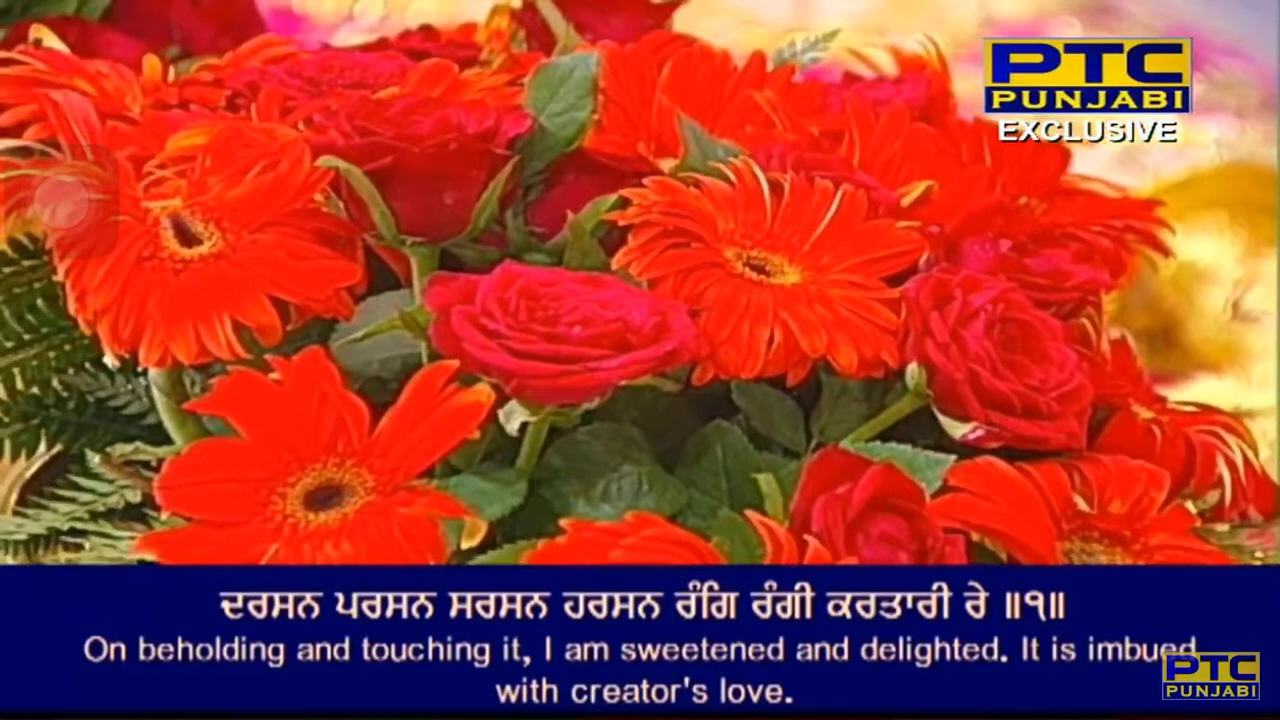 PTC
PUNJABI
EXCLUSIVE
ਦਰਸਨ ਪਰਸਨ ਸਰਸਨ ਹਰਸਨ ਰੰਗਿ ਰੰਗੀ ਕਰਤਾਰੀ ਰੇ ॥੧॥
On beholding and touching it, I am sweetened and delighted. It is imbued
with creator's love.
PTC
PUNJABI